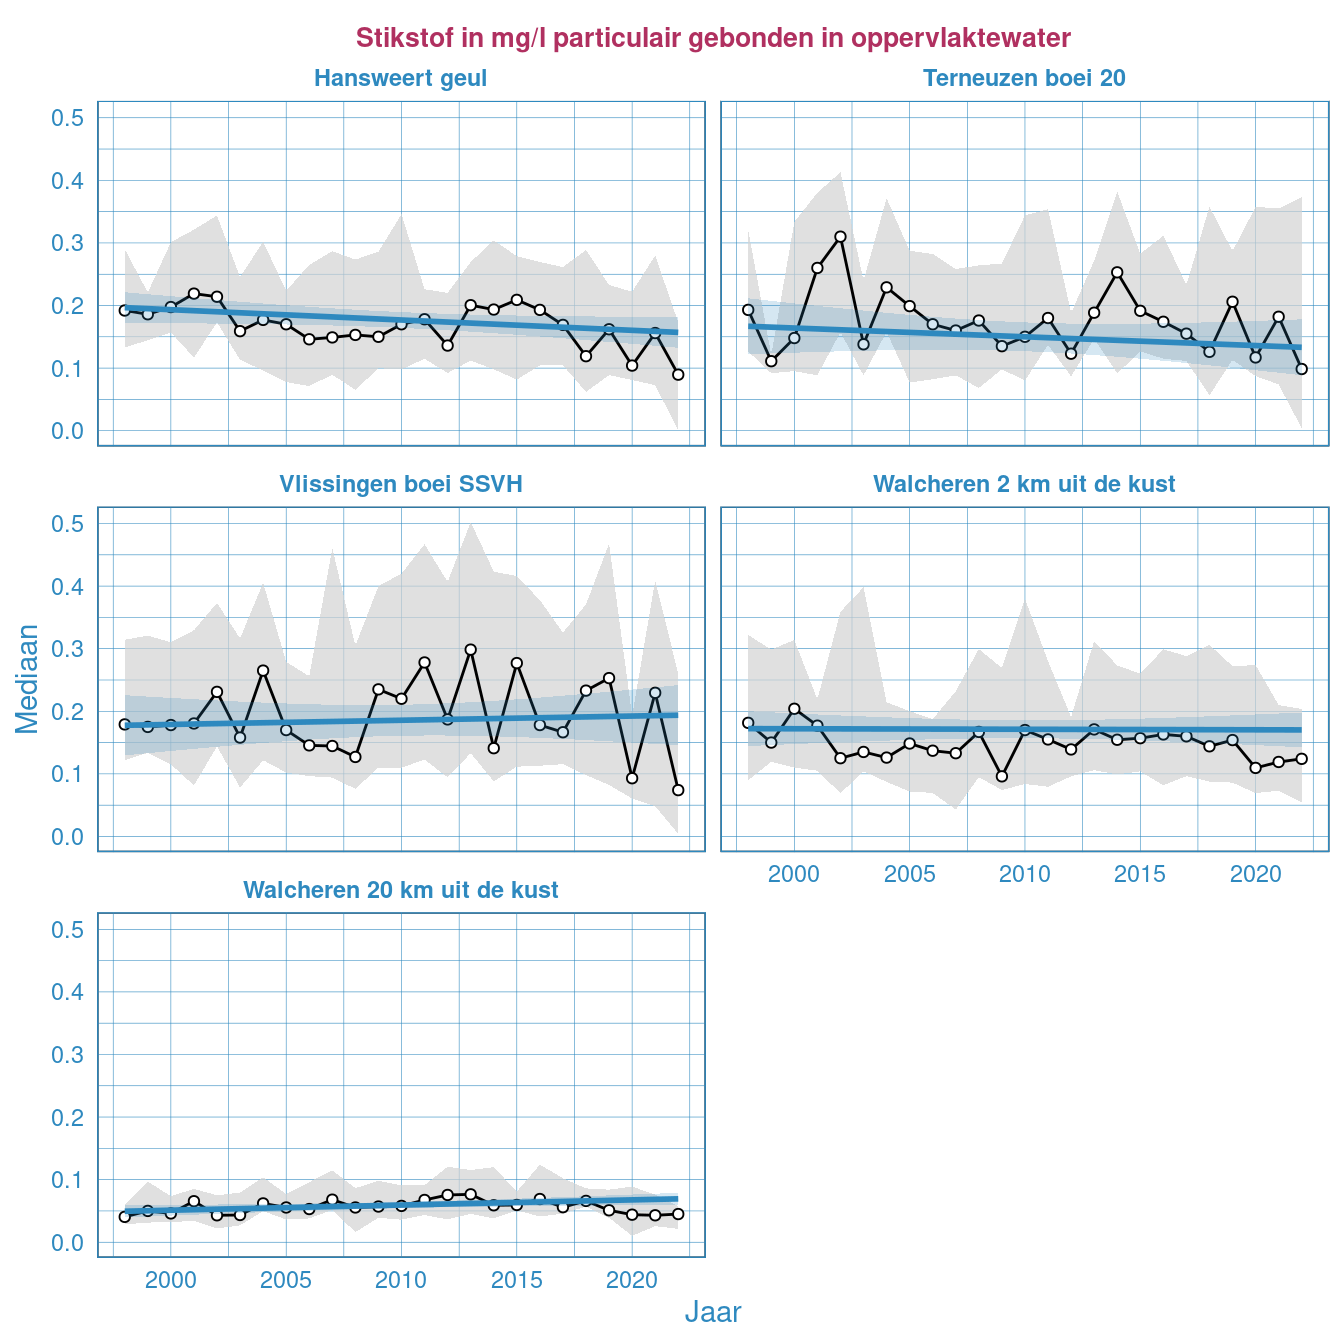 Stikstof in mg/l particulair gebonden in oppervlaktewater
Hansweert geul
Terneuzen boei 20
0.5
0.4
0.3
0.2
0.1
0.0
Vlissingen boei SSVH
Walcheren 2 km uit de kust
0.5
0.4
0.3
0.2
0.1
0.0
Mediaan
2000 2005 2010 2015 2020
Walcheren 20 km uit de kust
0.5
0.4
0.3
0.2
0.1
0.0
2000 2005 2010 2015 2020
Jaar